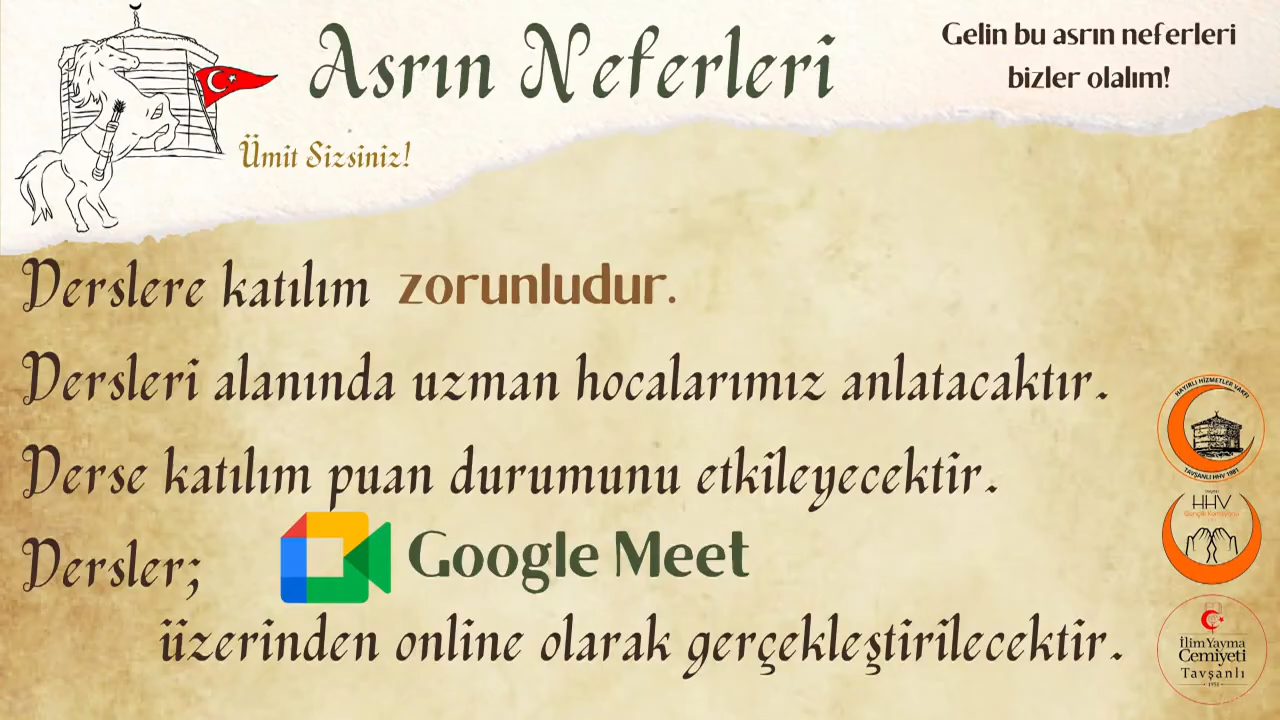 Asrın Neferleri
Gelin bu asrın neferleri
bizler olalım!
Ümit Sizsiniz!
Derslere katılım zorunludur.
Dersleri alanında uzman hocalarımız anlatacaktır.
Derse katılım puan durumunu etkileyecektir.
Dersler; Google Meet
üzerinden online olarak gerçekleştirilecektir.
HAYIRLI HİZMETLER VAKFI
TAVŞANLI HHV 1981
HHV
Gençlik Komisyonu
İlim Yayma
Cemiyeti
Tavşanlı
1951